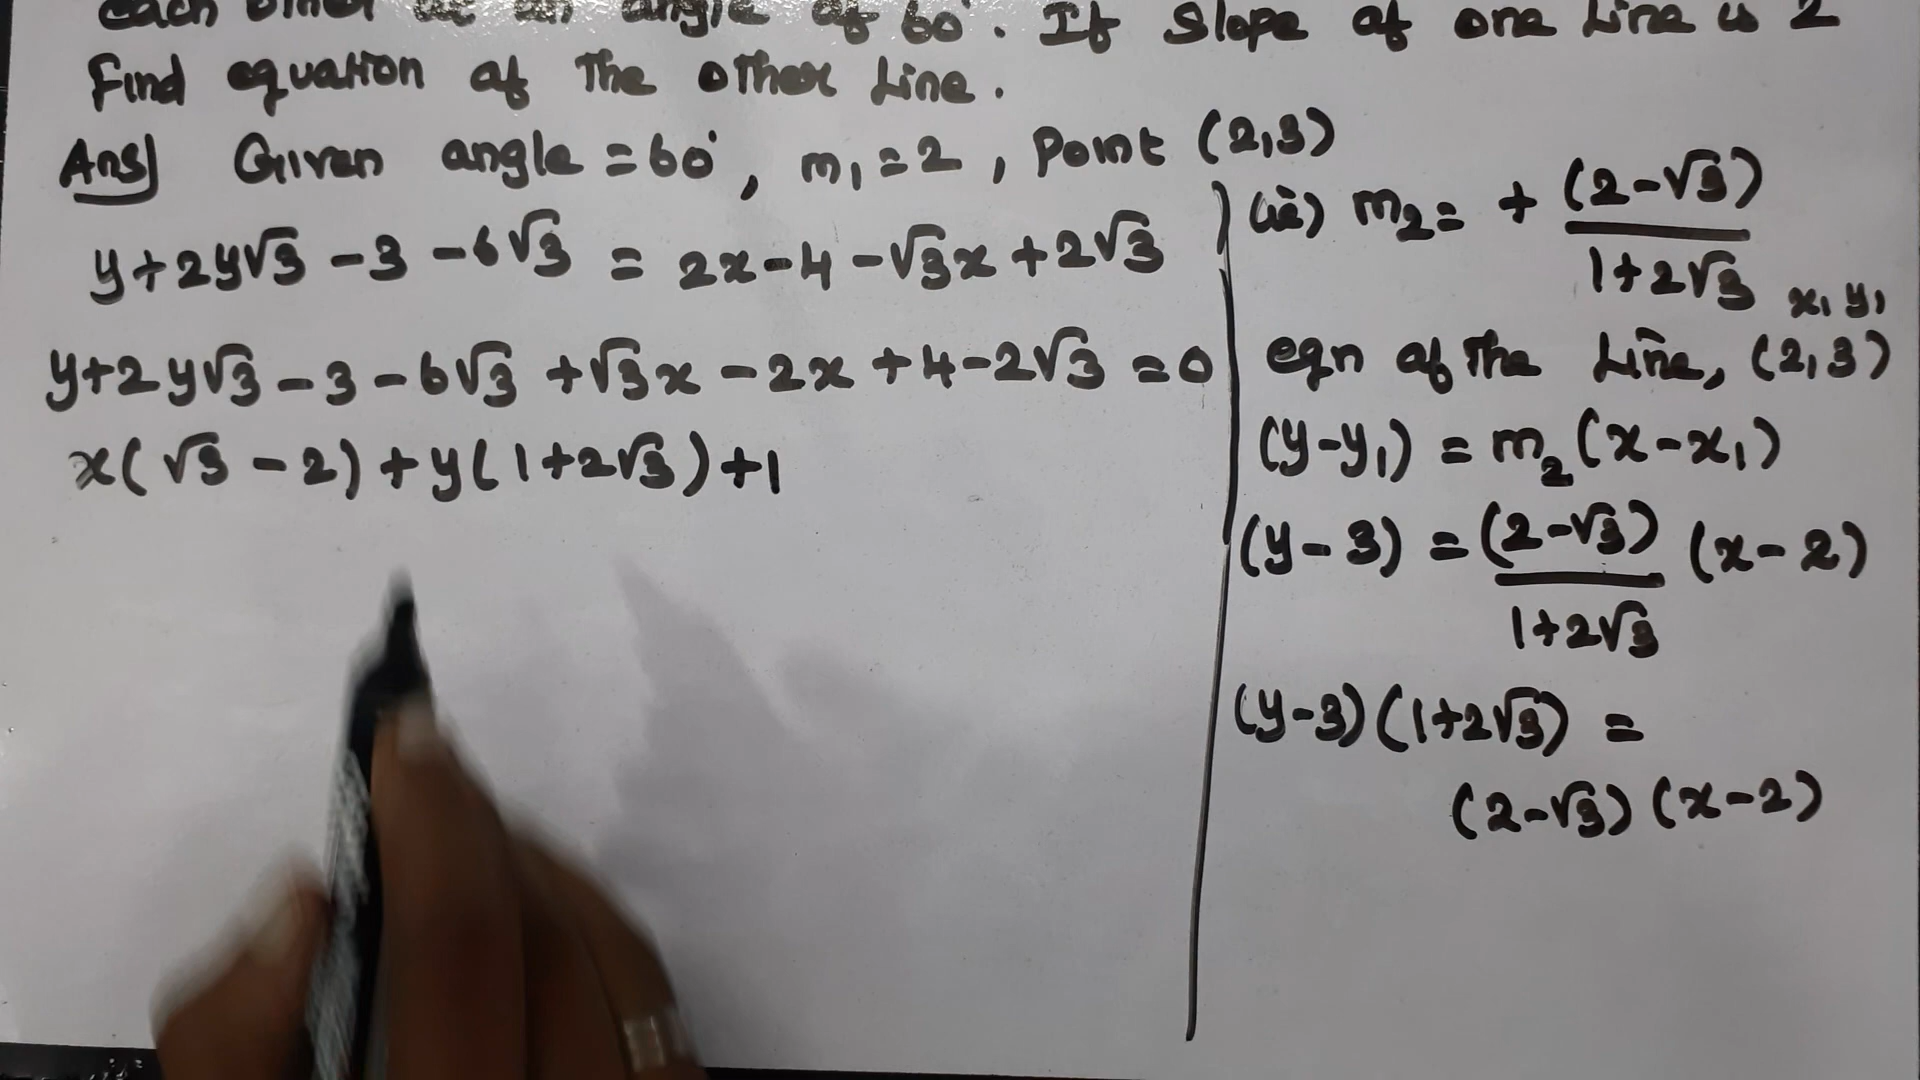 each other at an angle of 60°. If Slope of one Line is 2
Find equation of The other Line.
Ans) Given angle = 60°, m₁ = 2, Point (2,3)
y+2y√3 -3 -6√3 = 2x-4-√3x+2√3
y+2y√3-3-6√3+√3x-2x+4-2√3=0
x(√3-2)+y(1+2√3)+1
(ii) m₂= + (2-√3)
1+2√3
x₁ y₁
eqn of The Line, (2,3)
(y-y₁) = m₂(x-x₁)
(y-3) = (2-√3) (x-2)
1+2√3
(y-3)(1+2√3) =
(2-√3)(x-2)